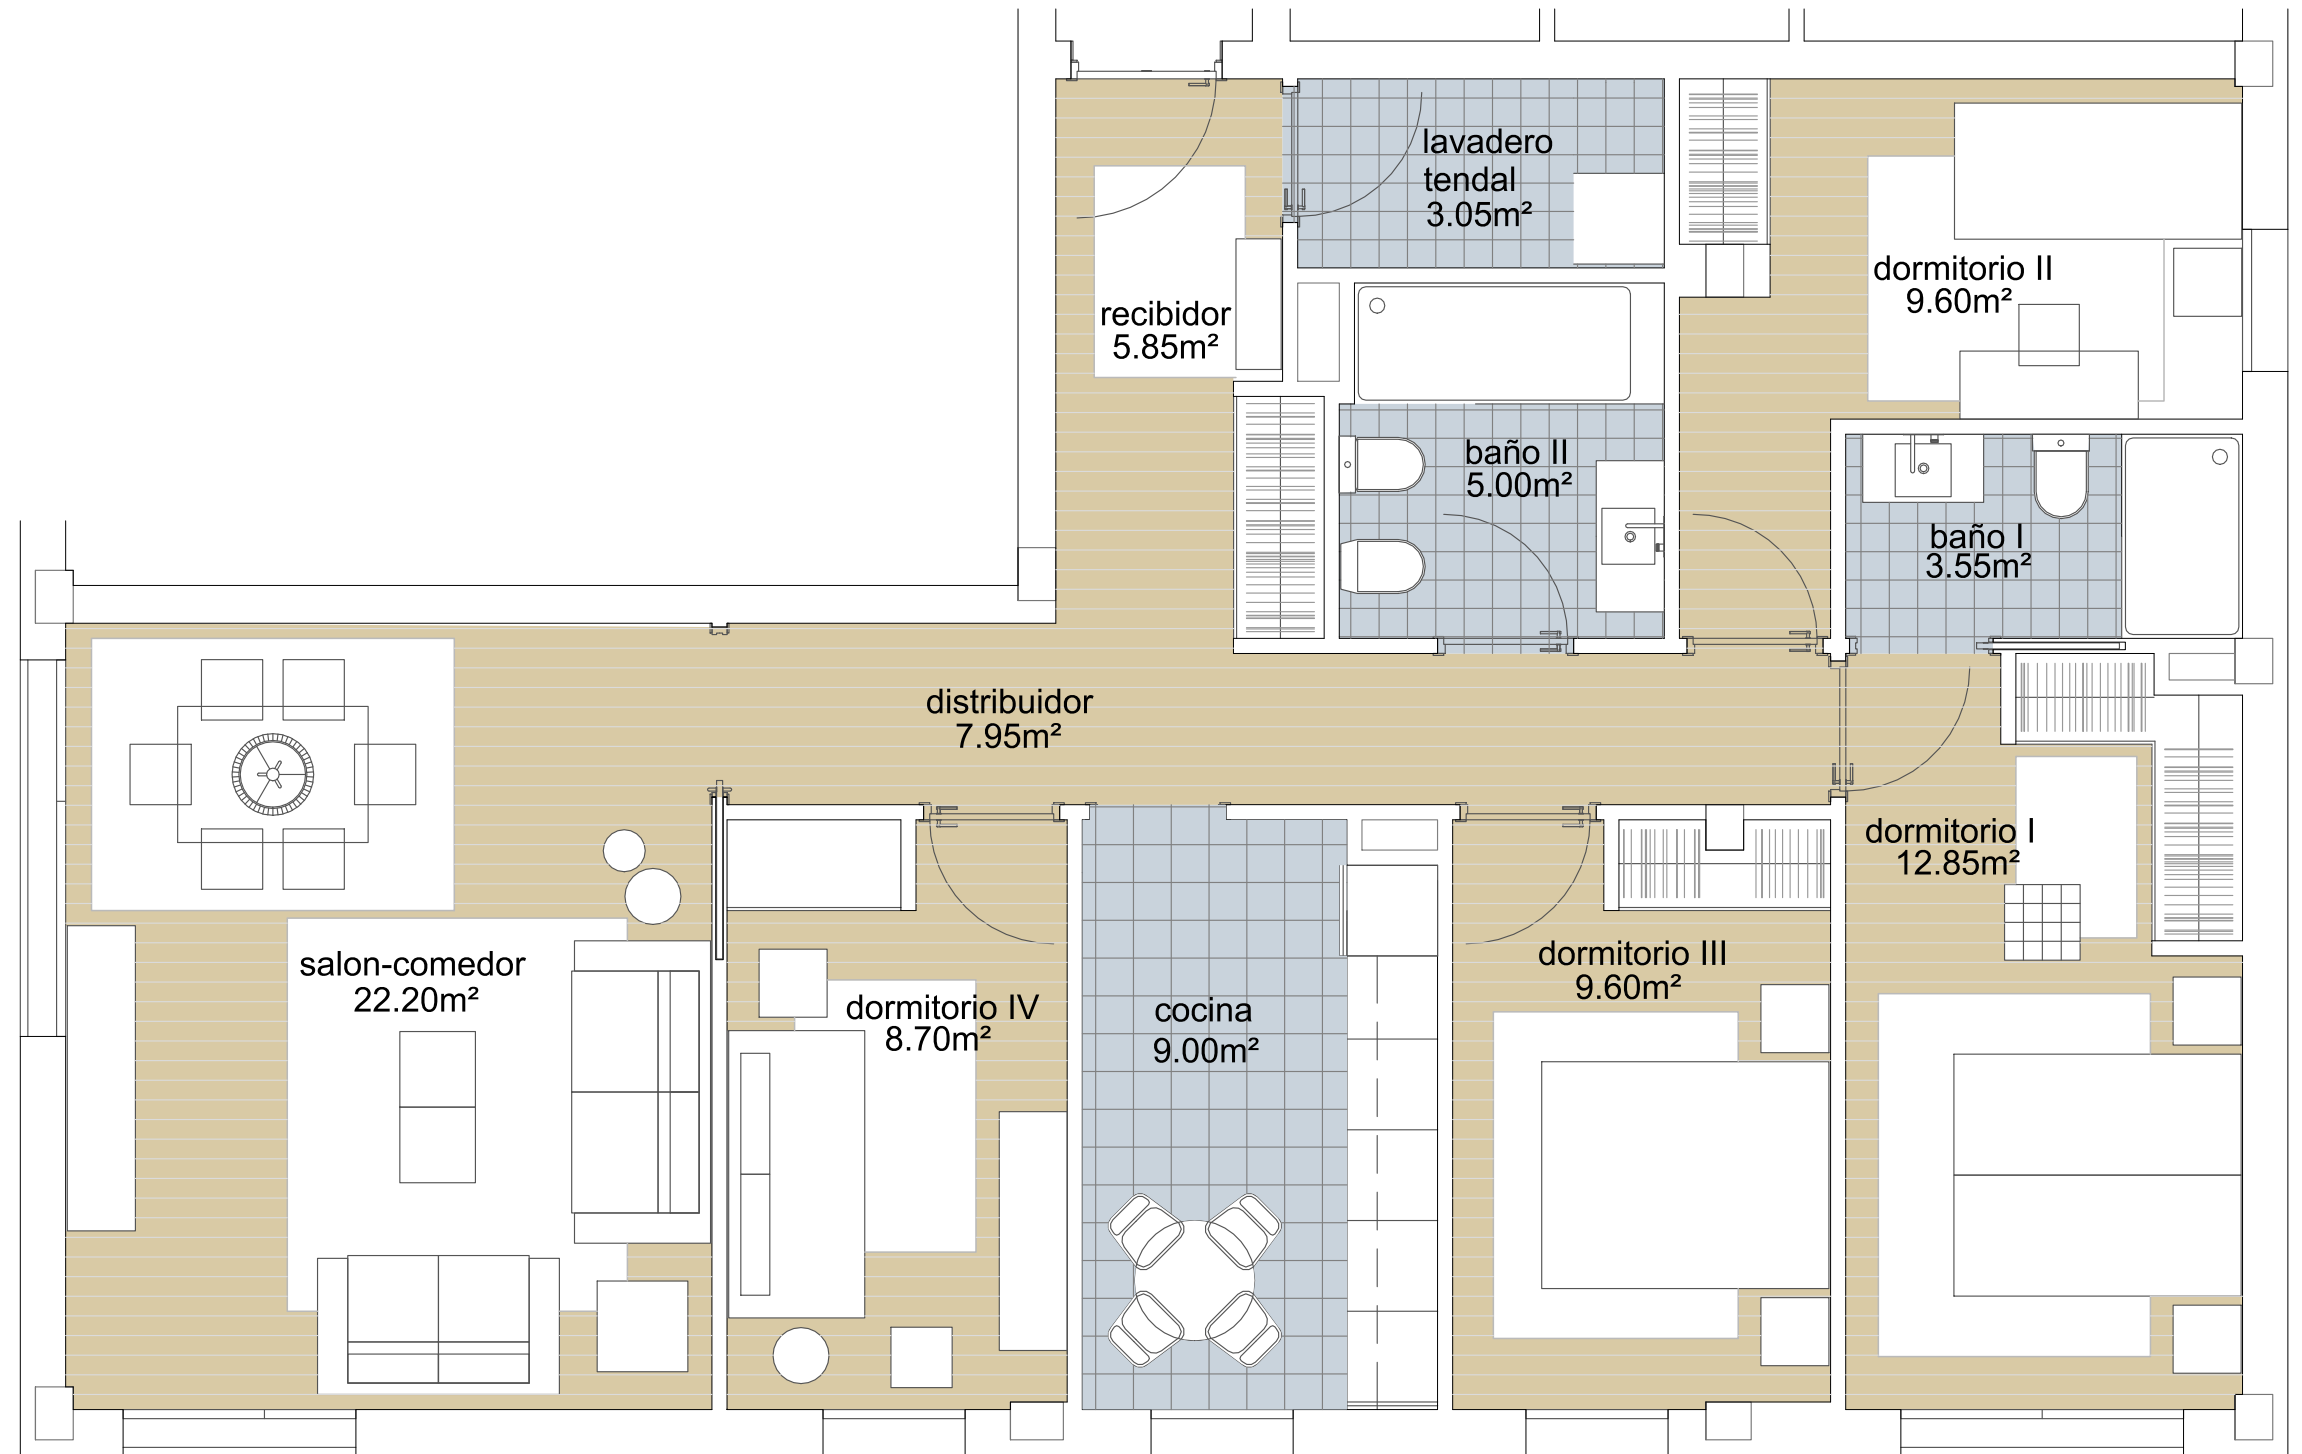 lavadero
tendal
3.05m²
dormitorio II
9.60m²
recibidor
5.85m²
baño II
5.00m²
baño I
3.55m²
distribuidor
7.95m²
dormitorio I
12.85m²
salon-comedor
22.20m²
dormitorio IV
8.70m²
cocina
9.00m²
dormitorio III
9.60m²